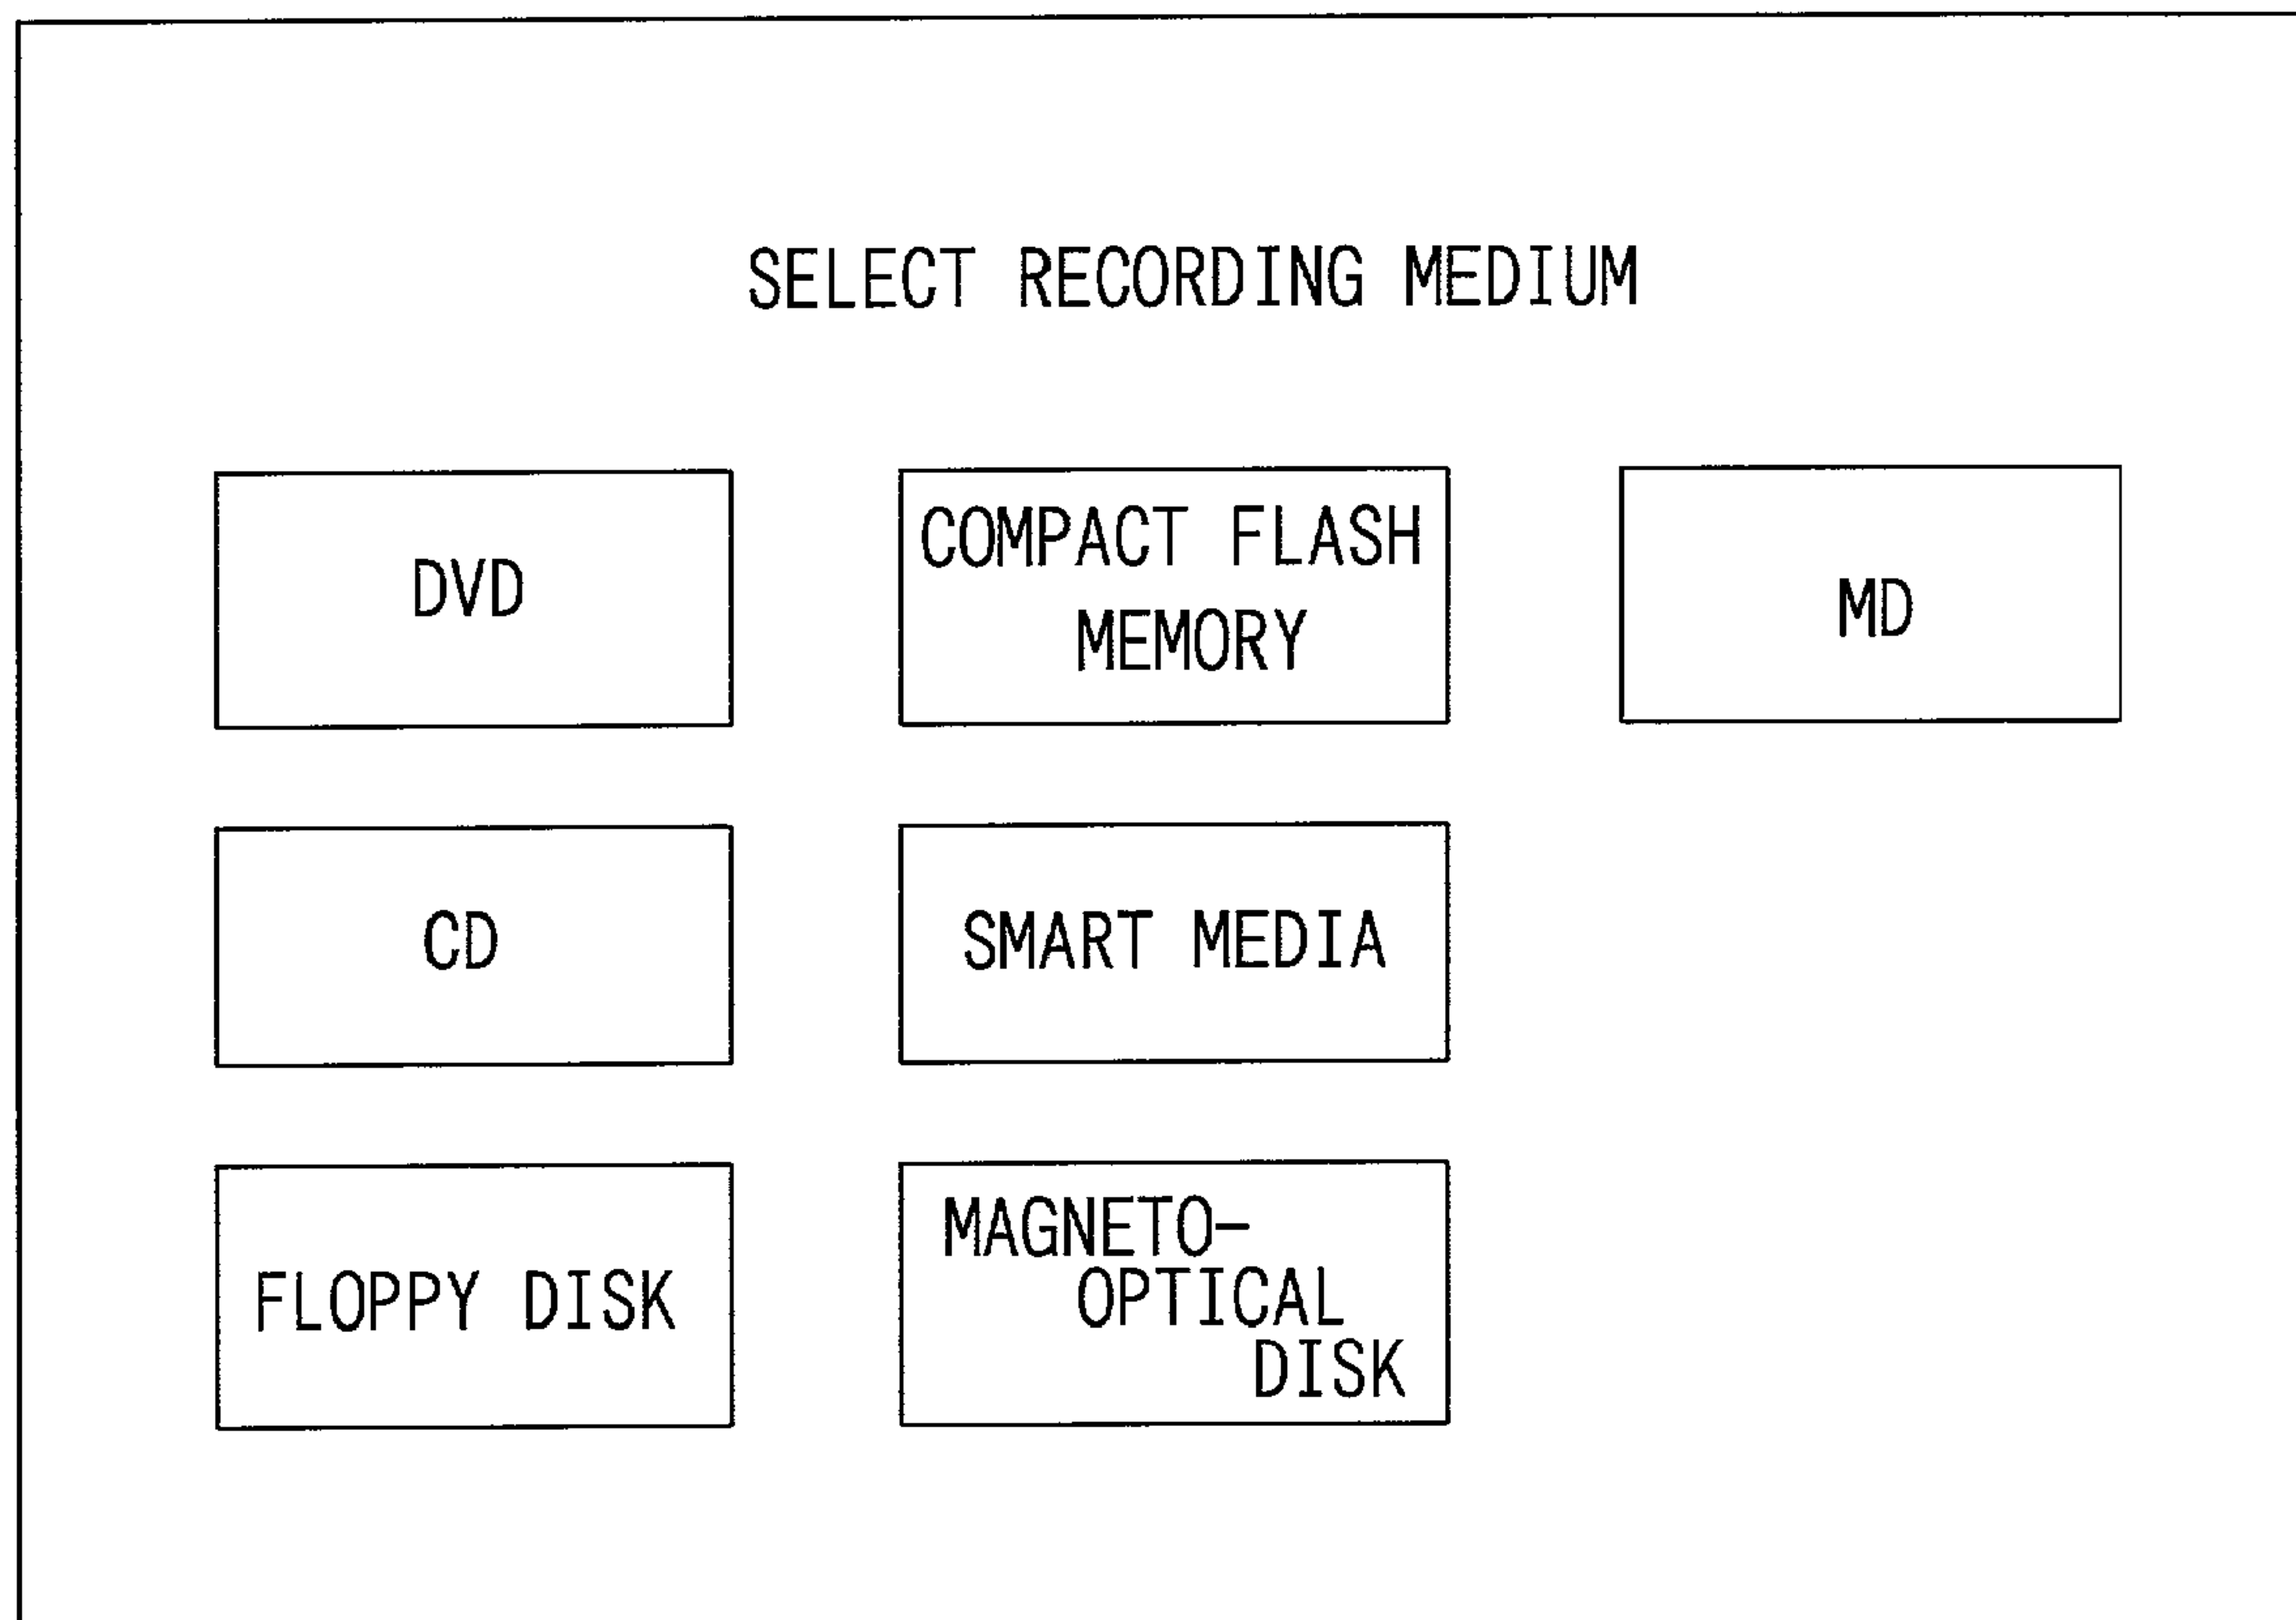 SELECT RECORDING MEDIUM
DVD
COMPACT FLASH
MEMORY
MD
CD
SMART MEDIA
FLOPPY DISK
MAGNETO-
OPTICAL
DISK